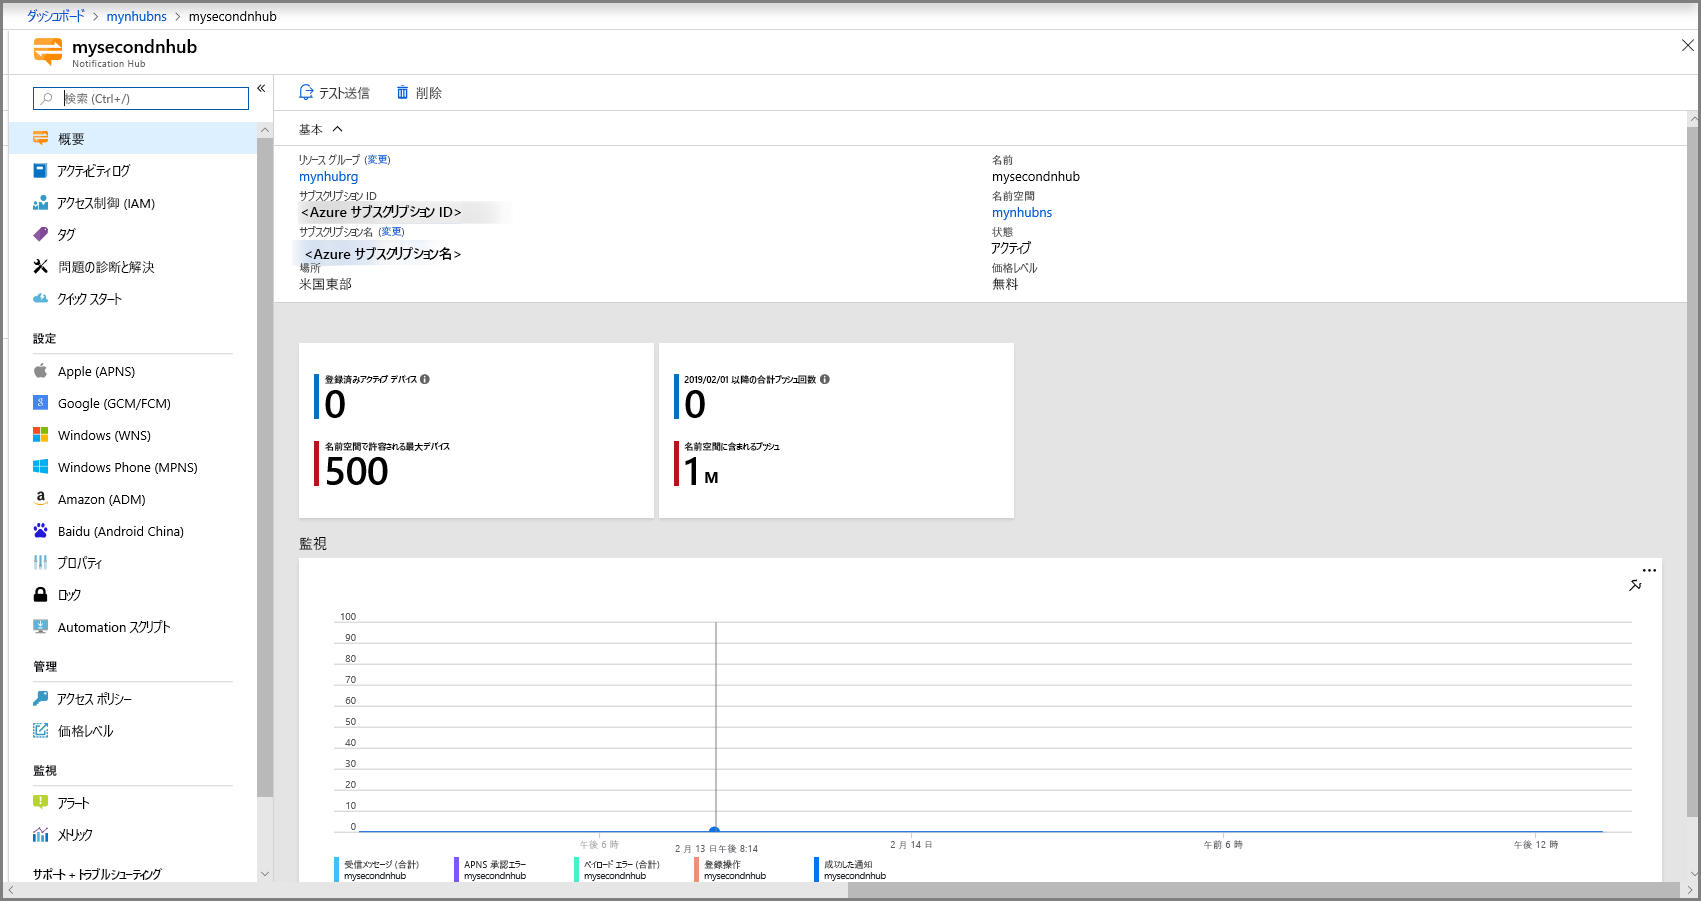 ダッシュボード > mynhubns > mysecondnhub
mysecondnhub
Notification Hub
検索 (Ctrl+/)
概要
アクティビティ ログ
アクセス制御 (IAM)
タグ
問題の診断と解決
クイック スタート
設定
Apple (APNS)
Google (GCM/FCM)
Windows (WNS)
Windows Phone (MPNS)
Amazon (ADM)
Baidu (Android China)
プロパティ
ロック
Automation スクリプト
管理
アクセス ポリシー
価格レベル
監視
アラート
メトリック
サポート + トラブルシューティング
テスト送信 削除
基本
リソース グループ (変更)
mynhubrg
サブスクリプション ID
<Azure サブスクリプション ID>
サブスクリプション名 (変更)
<Azure サブスクリプション名>
場所
米国東部
名前
mysecondnhub
名前空間
mynhubns
状態
アクティブ
価格レベル
無料
登録済みアクティブ デバイス
0
名前空間で許容される最大デバイス
500
2019/02/01 以降の合計プッシュ回数
0
名前空間に含まれるプッシュ
1 M
監視
100
90
80
70
60
50
40
30
20
10
0
午後 6 時
2 月 13 日午後 8:14
2 月 14 日
午前 6 時
午後 12 時
受信メッセージ (合計)
mysecondnhub
APNS 承認エラー
mysecondnhub
ペイロード エラー (合計)
mysecondnhub
登録操作
mysecondnhub
成功した通知
mysecondnhub